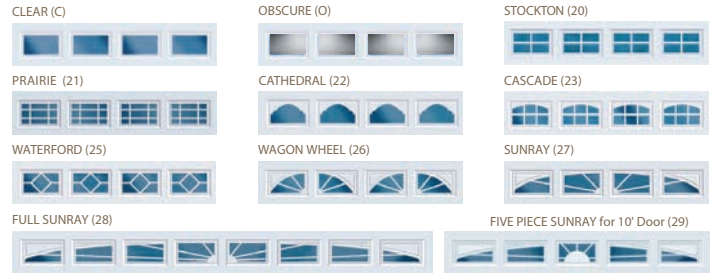 CLEAR (C)
OBSCURE (O)
STOCKTON (20)
PRAIRIE (21)
CATHEDRAL (22)
CASCADE (23)
WATERFORD (25)
WAGON WHEEL (26)
SUNRAY (27)
FULL SUNRAY (28)
FIVE PIECE SUNRAY for 10' Door (29)